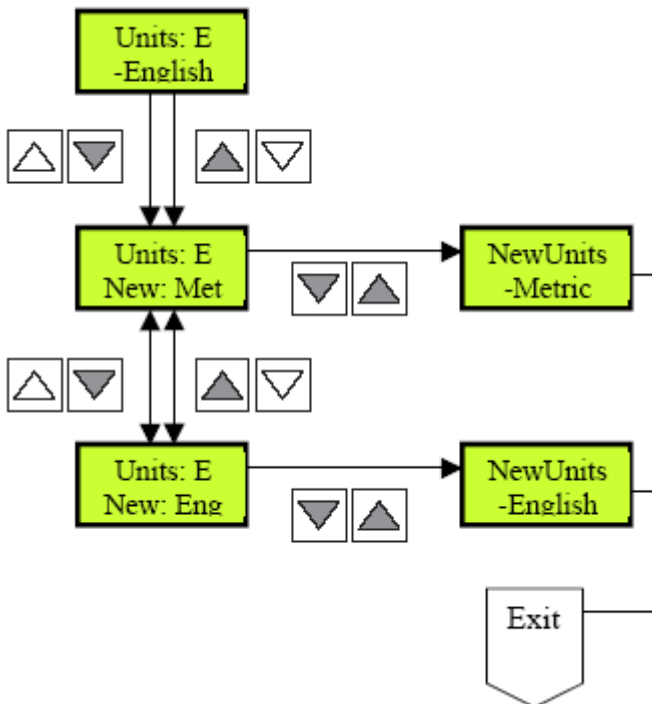 Units: E
-English
Units: E
New: Met
NewUnits
-Metric
Units: E
New: Eng
NewUnits
-English
Exit